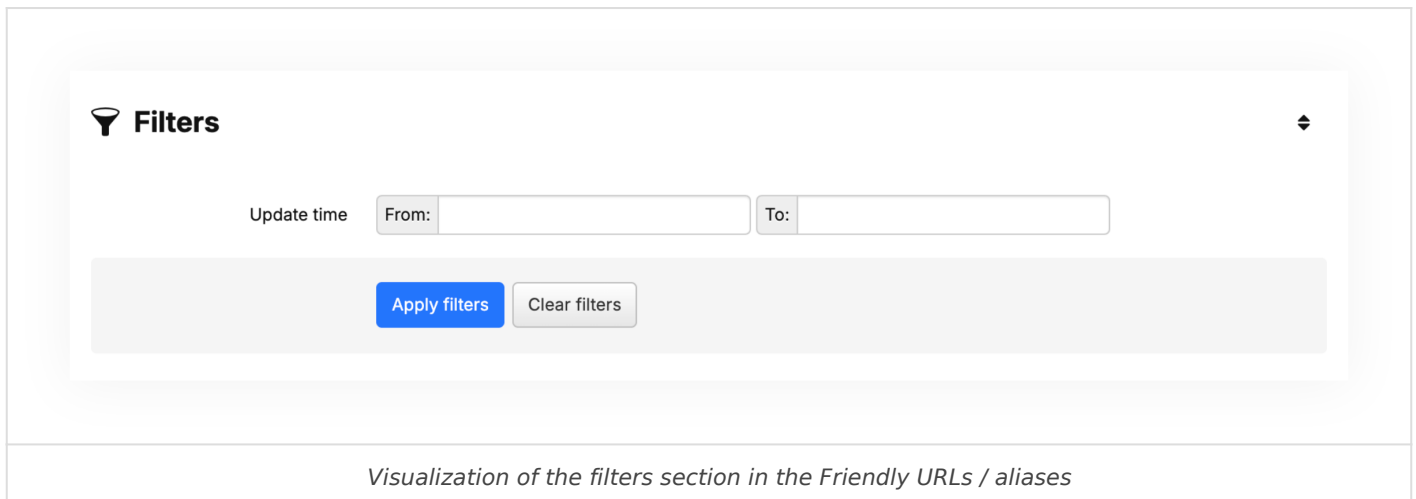 Filters
Update time From: To:
Apply filters Clear filters
Visualization of the filters section in the Friendly URLs / aliases